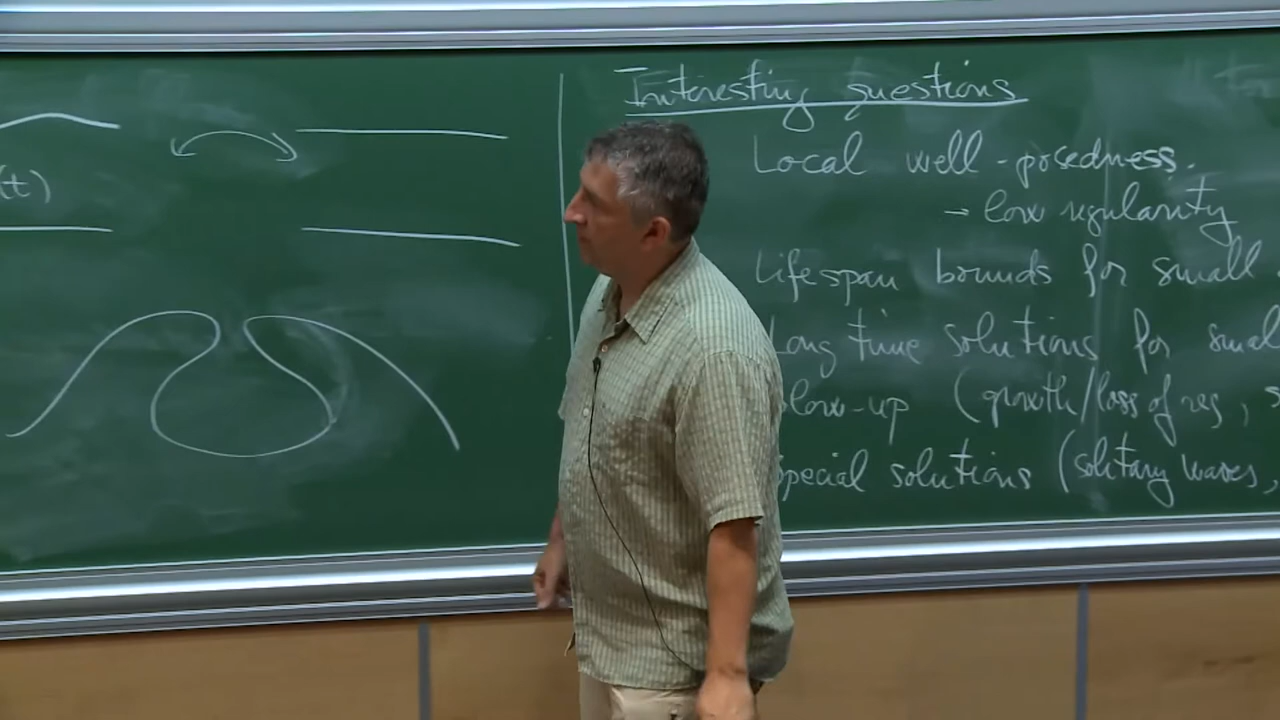 (t)
Interesting questions
Local well-posedness.
→ low regularity
Lifespan bounds for small
Long time solutions for small
Blow-up (growth/loss of reg,
Special solutions (solitary waves,